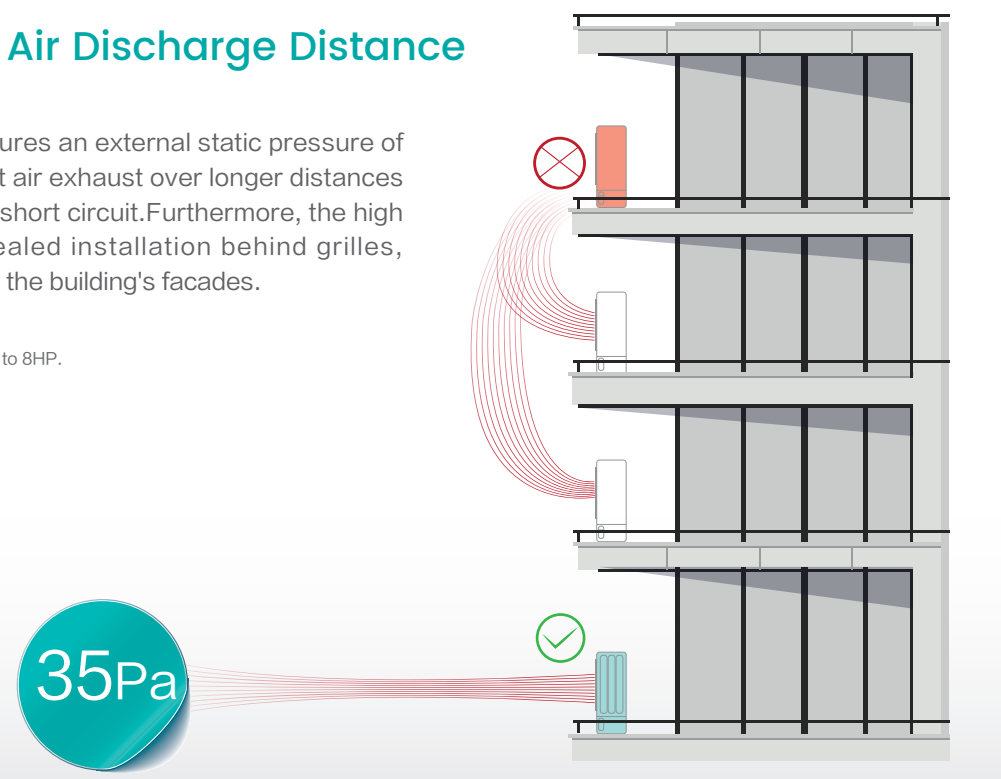 Air Discharge Distance
ures an external static pressure of
t air exhaust over longer distances
short circuit.Furthermore, the high
ealed installation behind grilles,
the building's facades.
to 8HP.
35Pa